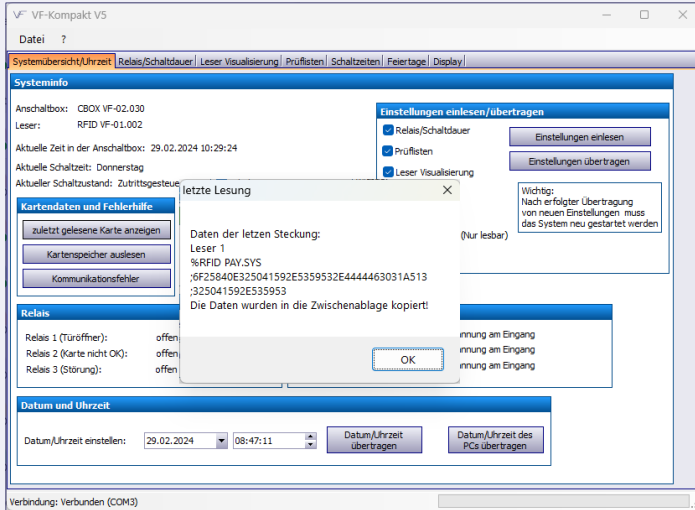 VF-Kompakt V5
Datei ?
Systemübersicht/Uhrzeit Relais/Schaltdauer Leser Visualisierung Prüflisten Schaltzeiten Feiertage Display
Systeminfo
Anschaltbox: CBOX VF-02.030
Leser: RFID VF-01.002
Aktuelle Zeit in der Anschaltbox: 29.02.2024 10:29:24
Aktuelle Schaltzeit: Donnerstag
Aktueller Schaltzustand: Zutrittsgesteue
Einstellungen einlesen/übertragen
Relais/Schaltdauer
Prüflisten
Leser Visualisierung
(Nur lesbar)
Einstellungen einlesen
Einstellungen übertragen
Wichtig:
Nach erfolgter Übertragung
von neuen Einstellungen muss
das System neu gestartet werden
Kartendaten und Fehlerhilfe
zuletzt gelesene Karte anzeigen
Kartenspeicher auslesen
Kommunikationsfehler
letzte Lesung
Daten der letzen Steckung:
Leser 1
%RFID PAY.SYS
;6F25840E325041592E5359532E4444463031A513
;325041592E535953
Die Daten wurden in die Zwischenablage kopiert!
OK
Relais
Relais 1 (Türöffner): offen
Relais 2 (Karte nicht OK): offen
Relais 3 (Störung): offen
nnung am Eingang
annung am Eingang
annung am Eingang
Datum und Uhrzeit
Datum/Uhrzeit einstellen: 29.02.2024 08:47:11
Datum/Uhrzeit
übertragen
Datum/Uhrzeit des
PCs übertragen
Verbindung: Verbunden (COM3)